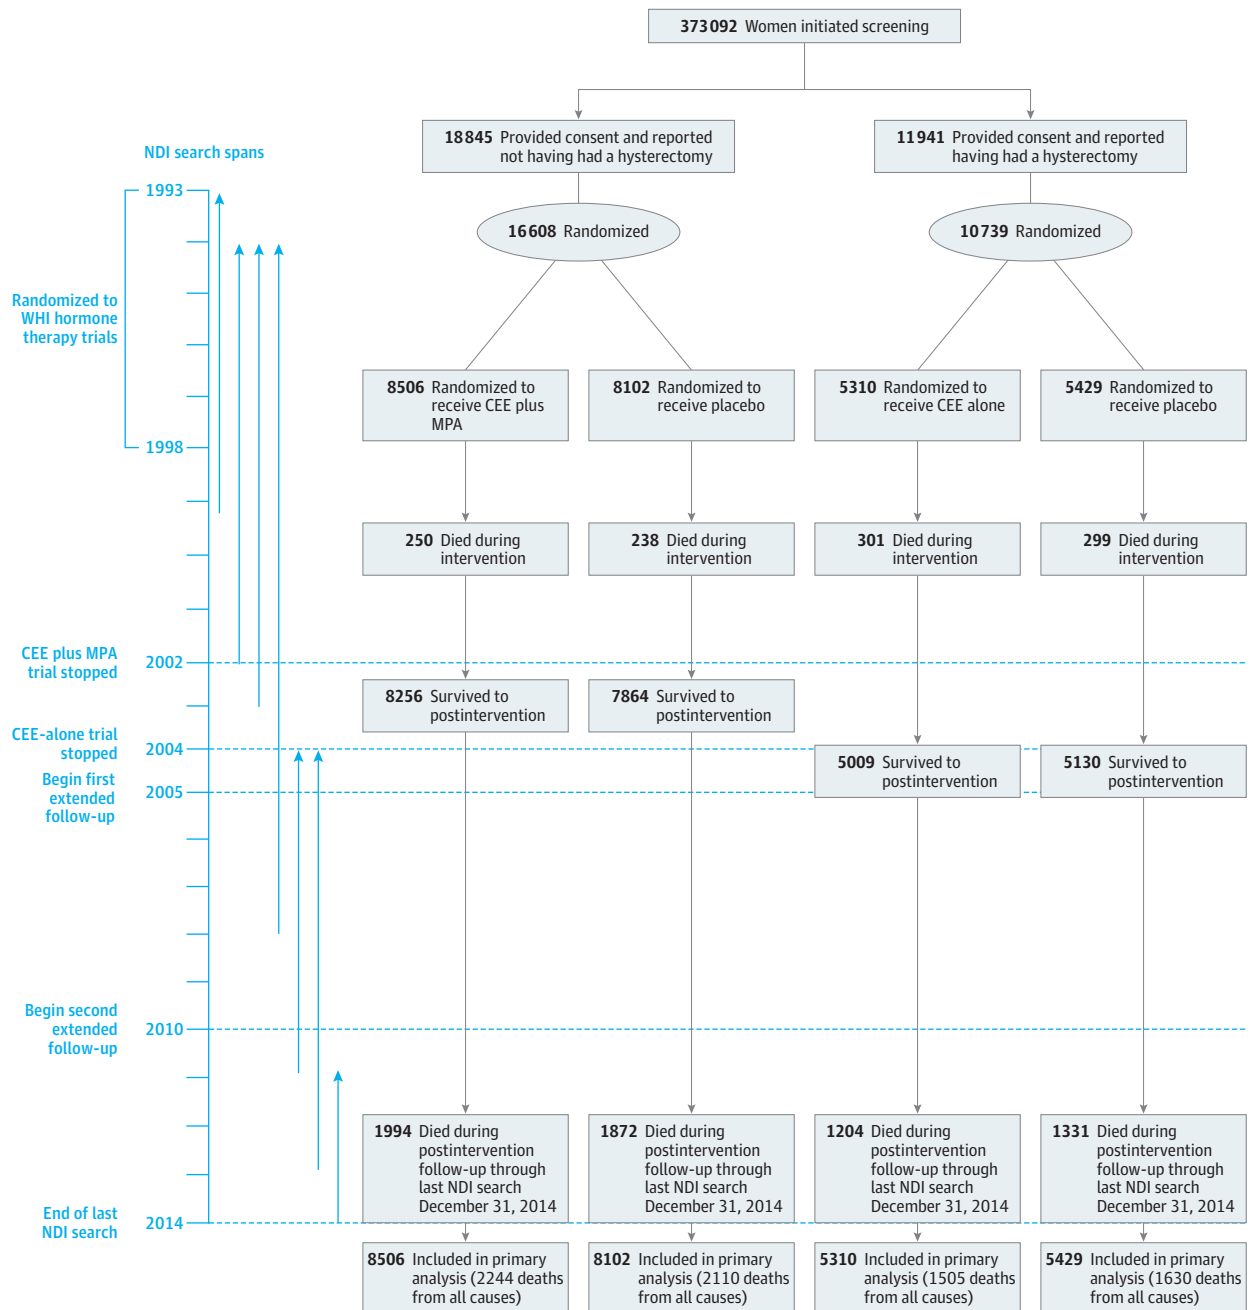 373092 Women initiated screening
18845 Provided consent and reported
not having had a hysterectomy
11941 Provided consent and reported
having had a hysterectomy
NDI search spans
1993
16608 Randomized
10739 Randomized
Randomized to
WHI hormone
therapy trials
8506 Randomized to
receive CEE plus
MPA
8102 Randomized to
receive placebo
5310 Randomized to
receive CEE alone
5429 Randomized to
receive placebo
1998
250 Died during
intervention
238 Died during
intervention
301 Died during
intervention
299 Died during
intervention
CEE plus MPA
trial stopped
2002
8256 Survived to
postintervention
7864 Survived to
postintervention
CEE-alone trial
stopped
2004
5009 Survived to
postintervention
5130 Survived to
postintervention
Begin first
extended
follow-up
2005
Begin second
extended
follow-up
2010
1994 Died during
postintervention
follow-up through
last NDI search
December 31, 2014
1872 Died during
postintervention
follow-up through
last NDI search
December 31, 2014
1204 Died during
postintervention
follow-up through
last NDI search
December 31, 2014
1331 Died during
postintervention
follow-up through
last NDI search
December 31, 2014
End of last
NDI search
2014
8506 Included in primary
analysis (2244 deaths
from all causes)
8102 Included in primary
analysis (2110 deaths
from all causes)
5310 Included in primary
analysis (1505 deaths
from all causes)
5429 Included in primary
analysis (1630 deaths
from all causes)